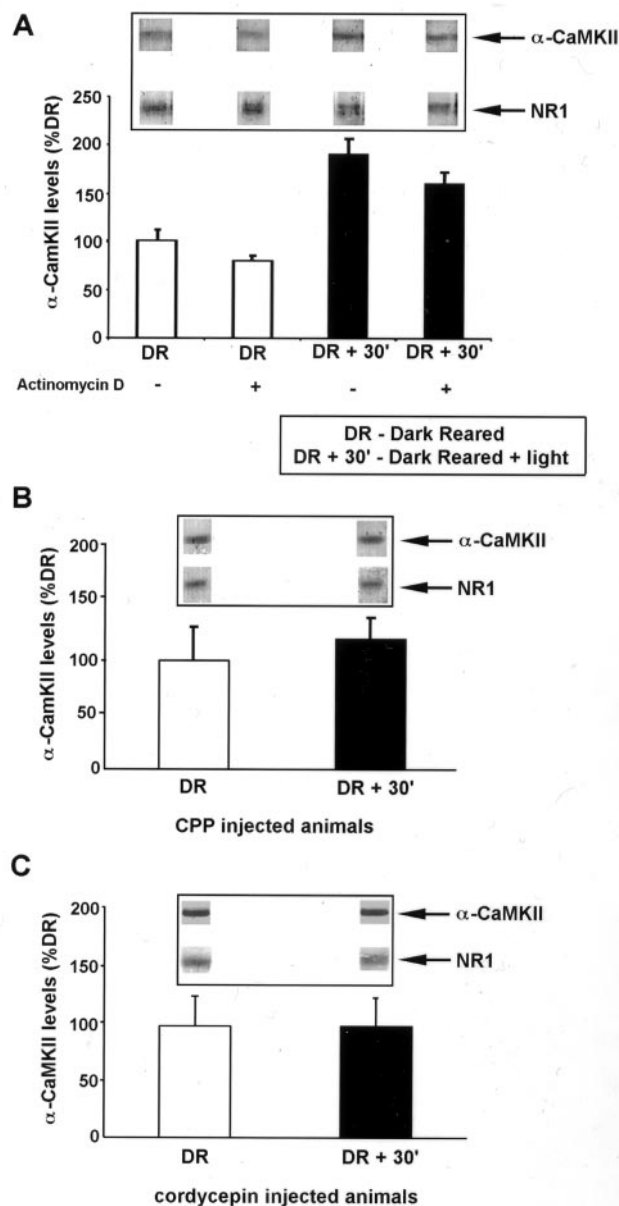 A
α-CaMKII
NR1
α-CamKII levels (%DR)
250
200
150
100
50
0
DR DR DR + 30' DR + 30'
Actinomycin D - + - +
DR - Dark Reared
DR + 30' - Dark Reared + light
B
α-CaMKII
NR1
α-CamKII levels (%DR)
200
150
100
50
0
DR DR + 30'
CPP injected animals
C
α-CaMKII
NR1
α-CaMKII levels (%DR)
200
150
100
50
0
DR DR + 30'
cordycepin injected animals